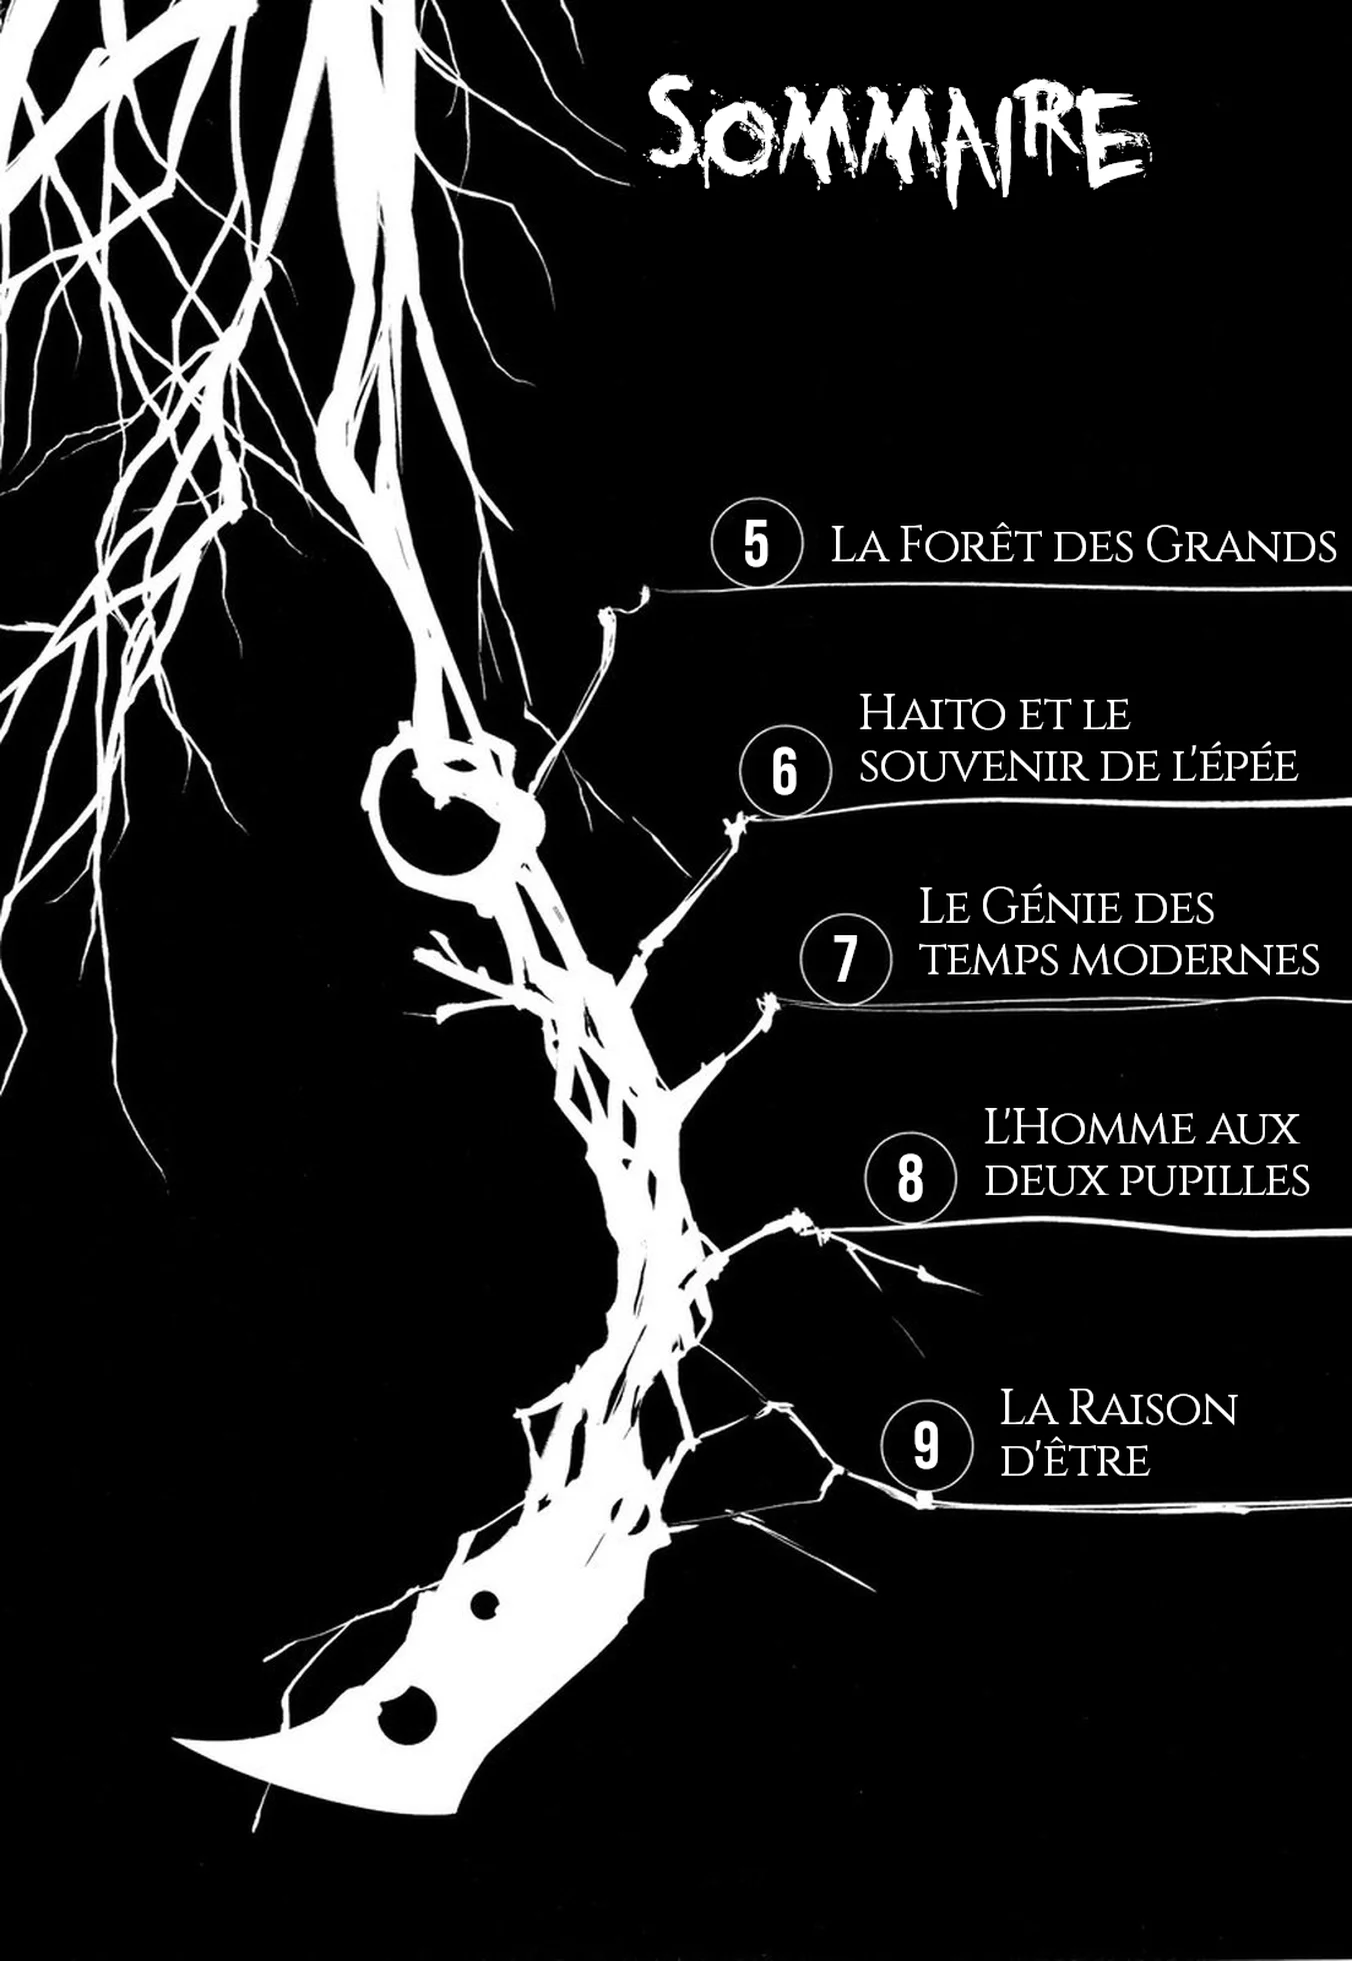 SOMMAIRE
5 LA FORÊT DES GRANDS
6 HAITO ET LE
SOUVENIR DE L'ÉPÉE
7 LE GÉNIE DES
TEMPS MODERNES
8 L'HOMME AUX
DEUX PUPILLES
9 LA RAISON
D'ÊTRE